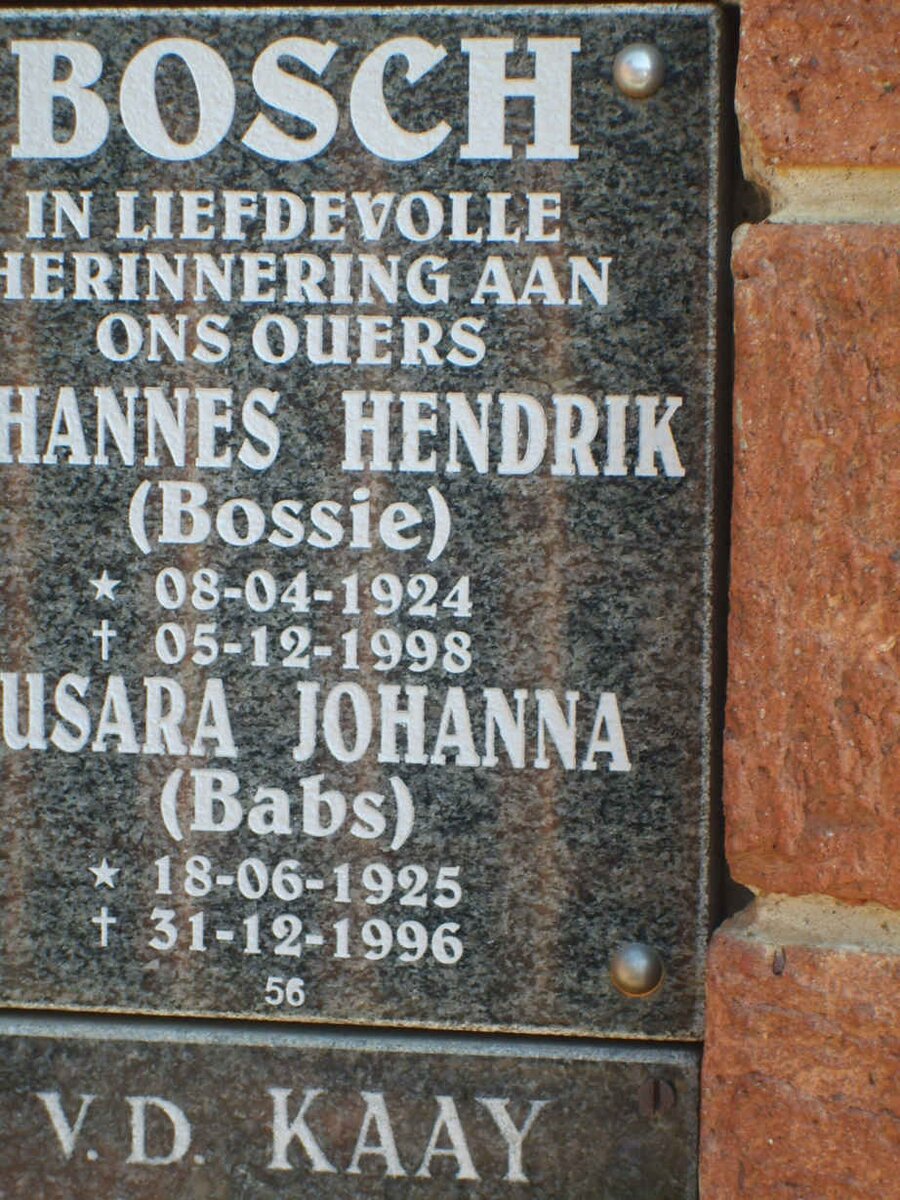 BOSCH
IN LIEFDEVOLLE
HERINNERING AAN
ONS OUERS
HANNES HENDRIK
(Bossie)
★ 08-04-1924
† 05-12-1998
USARA JOHANNA
(Babs)
★ 18-06-1925
† 31-12-1996
56
V.D. KAAY